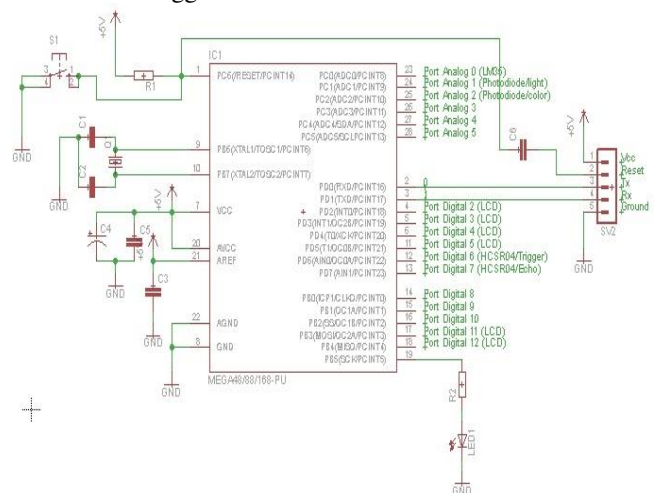 +5V
S1
3 1
4 2
GND
R1
IC1
1 PC6(/RESET/PCINT14)
PC0(ADC0/PCINT8) 23 Port Analog 0 (LM35)
PC1(ADC1/PCINT9) 24 Port Analog 1 (Photodiode/light)
PC2(ADC2/PCINT10) 25 Port Analog 2 (Photodiode/color)
PC3(ADC3/PCINT11) 26 Port Analog 3
PC4(ADC4/SDA/PCINT12) 27 Port Analog 4
PC5(ADC5/SCL/PCINT13) 28 Port Analog 5
C1
C2
GND
9 PB6(XTAL1/TOSC1/PCINT6)
10 PB7(XTAL2/TOSC2/PCINT7)
PD0(RXD/PCINT16) 2 0
PD1(TXD/PCINT17) 3 1
PD2(INT0/PCINT18) 4 Port Digital 2 (LCD)
PD3(INT1/OC2B/PCINT19) 5 Port Digital 3 (LCD)
PD4(T0/XCK/PCINT20) 6 Port Digital 4 (LCD)
PD5(T1/OC0B/PCINT21) 11 Port Digital 5 (LCD)
PD6(AIN0/OC0A/PCINT22) 12 Port Digital 6 (HCSR04/Trigger)
PD7(AIN1/PCINT23) 13 Port Digital 7 (HCSR04/Echo)
+5V
7 VCC
20 AVCC
21 AREF
C4
C5
+5
C3
GND
GND
22 AGND
8 GND
GND
PB0(ICP1/CLKO/PCINT0) 14 Port Digital 8
PB1(OC1A/PCINT1) 15 Port Digital 9
PB2(SS/OC1B/PCINT2) 16 Port Digital 10
PB3(MOSI/OC2A/PCINT3) 17 Port Digital 11 (LCD)
PB4(MISO/PCINT4) 18 Port Digital 12 (LCD)
PB5(SCK/PCINT5) 19
MEGA48/88/168-PU
C6
+5V
1 Vcc
2 Reset
3 Tx
4 Rx
5 Ground
SV2
GND
R2
LED1
GND